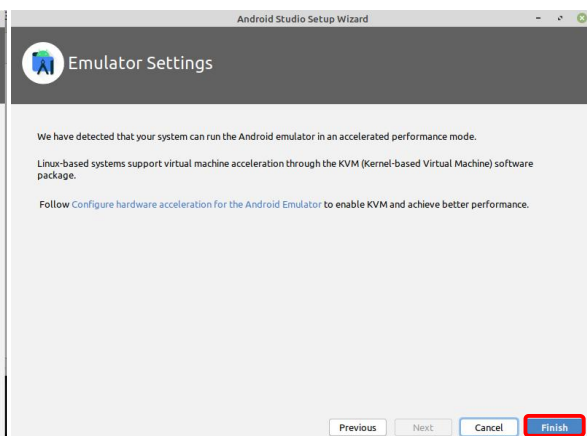 Android Studio Setup Wizard
Emulator Settings
We have detected that your system can run the Android emulator in an accelerated performance mode.
Linux-based systems support virtual machine acceleration through the KVM (Kernel-based Virtual Machine) software
package.
Follow Configure hardware acceleration for the Android Emulator to enable KVM and achieve better performance.
Previous Next Cancel Finish